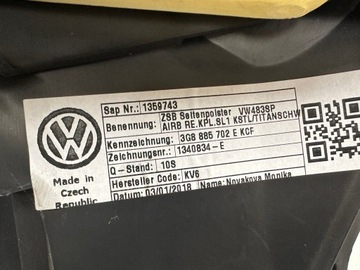 Sap Nr.: 1359743
Benennung: ZSB Seitenpolster VW483SP
AIRB RE.KPL.SL1 KSTL/TITANSCHW
Kennzeichnung: 3G8 885 702 E KCF
Zeichnungsnr.: 1340834-E
Q-Stand: 10S
Hersteller Code: KV6
Datum: 03/01/2018 Novakova Monika
VW
Made in
Czech
Republic